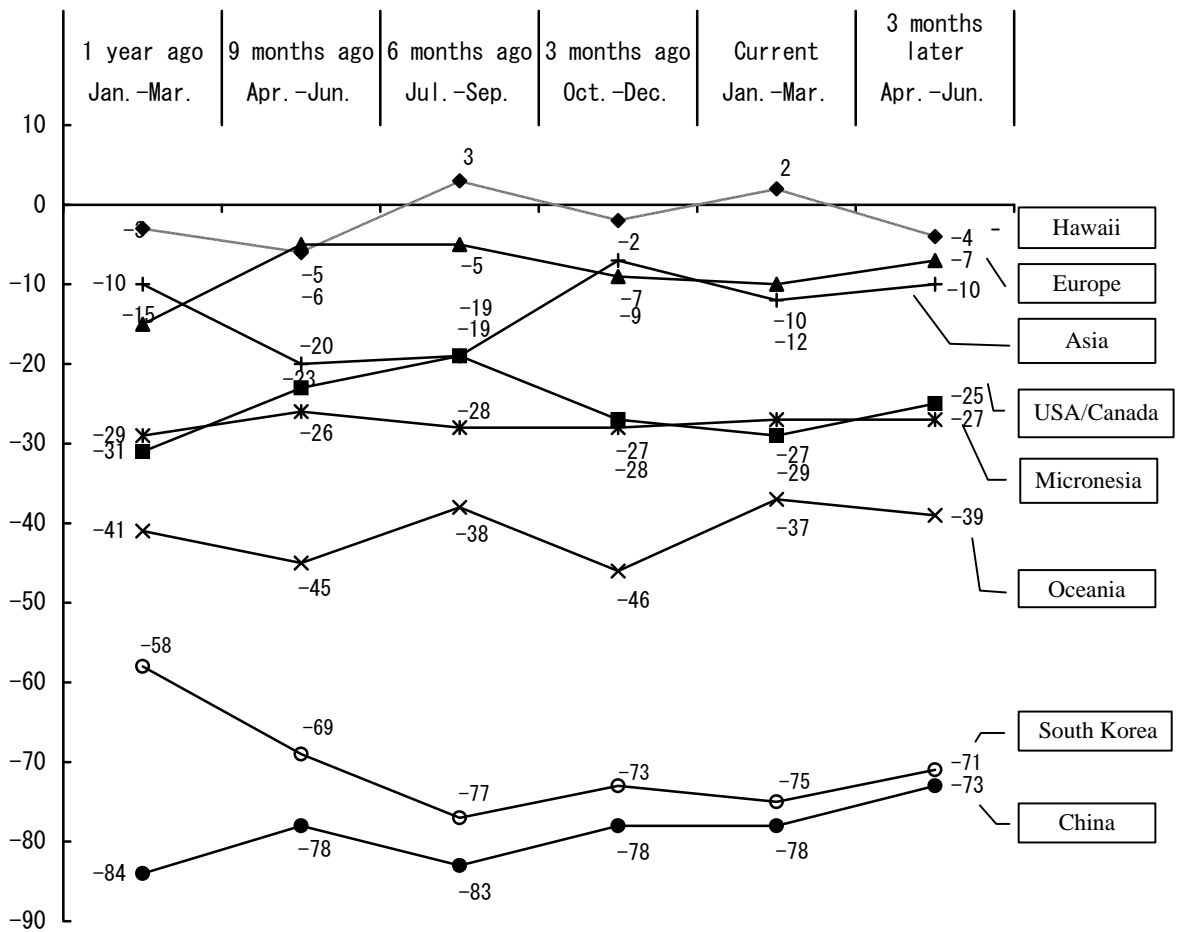 1 year ago 9 months ago 6 months ago 3 months ago Current 3 months later
Jan.-Mar. Apr.-Jun. Jul.-Sep. Oct.-Dec. Jan.-Mar. Apr.-Jun.
10
3 2
0
-3 -2 -4 Hawaii
-5 -5 -7
-10 -10 -6 -7 -10 -10 Europe
-15 -19 -9 -12 Asia
-19
-20 -20
-23 -25 USA/Canada
-29 -26 -28 -27 -27 -27
-30 -31 -28 -29 Micronesia
-40 -41 -38 -37 -39
-45 -46 Oceania
-50
-58
-60
-69 -73 -75 -71 South Korea
-70 -77 -73
-80 -78 -78 -78 China
-84 -83
-90